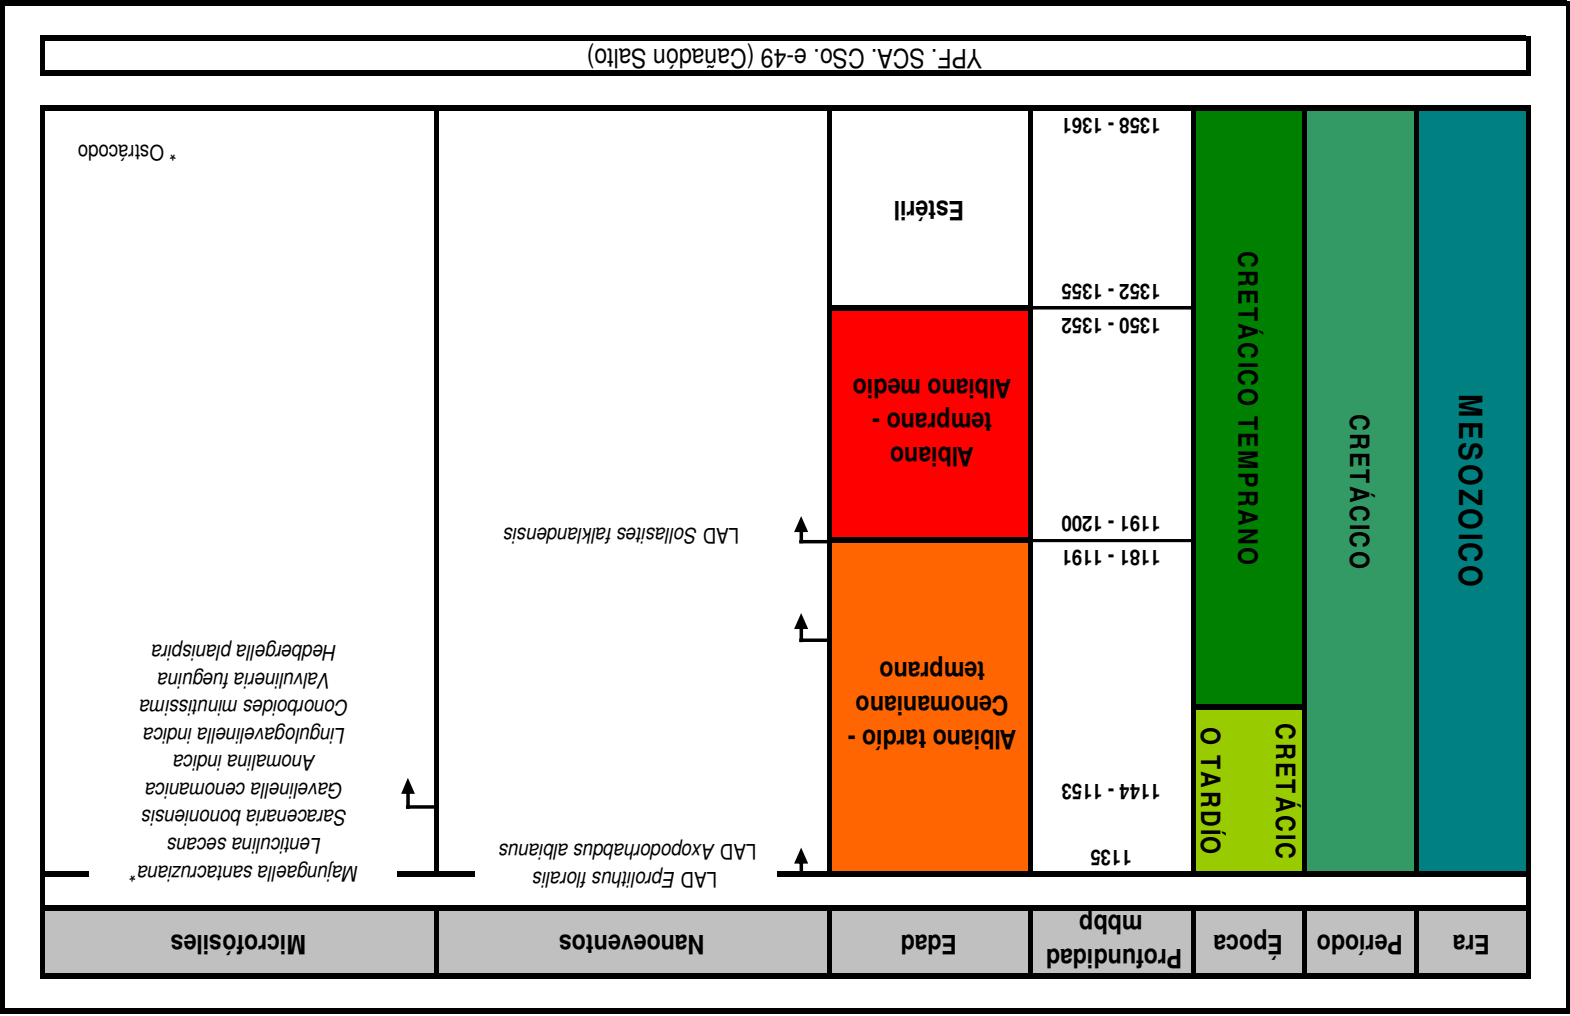 Era
Período
Época
Profundidad
mbbp
Edad
Nanoeventos
Microfósiles
MESOZOICO
CRETÁCICO
CRETÁCIC
O TARDÍO
CRETÁCICO TEMPRANO
1135
1144 - 1153
1181 - 1191
1191 - 1200
1350 - 1352
1352 - 1355
1358 - 1361
Albiano tardío -
Cenomaniano
temprano
Albiano
temprano -
Albiano medio
Estéril
LAD Eprolithus floralis
LAD Axopodorhabdus albianus
LAD Sollasites falklandensis
Majungaella santacruziana*
Lenticulina secans
Saracenaria bononiensis
Gavelinella cenomanica
Anomalina indica
Lingulogavelinella indica
Conorboides minutissima
Valvulineria fueguina
Hedbergella planispira
* Ostrácodo
YPF. SCA. CSo. e-49 (Cañadón Salto)